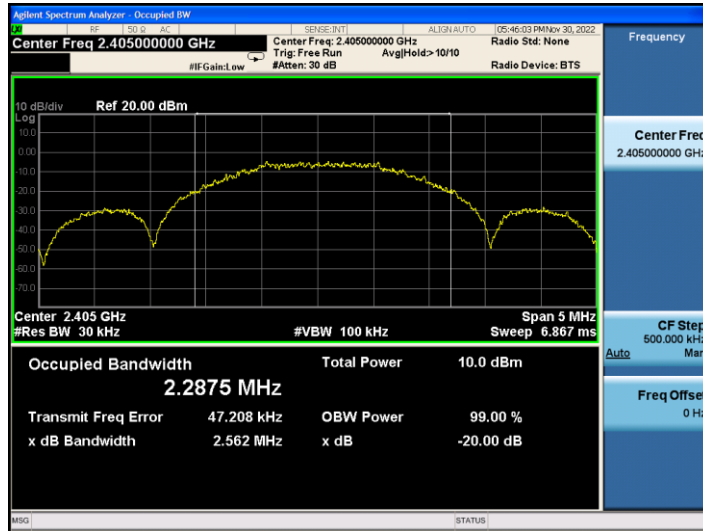 Agilent Spectrum Analyzer - Occupied BW
LXI RF 50 Ω AC SENSE:INT ALIGN AUTO 05:46:03 PM Nov 30, 2022
Center Freq 2.405000000 GHz
Center Freq: 2.405000000 GHz
Radio Std: None
Trig: Free Run
Avg|Hold:>10/10
#IFGain:Low
#Atten: 30 dB
Radio Device: BTS
Frequency
10 dB/div
Ref 20.00 dBm
Log
10.0
0.00
-10.0
-20.0
-30.0
-40.0
-50.0
-60.0
-70.0
Center Freq
2.405000000 GHz
Center 2.405 GHz
Span 5 MHz
#Res BW 30 kHz
#VBW 100 kHz
Sweep 6.867 ms
CF Step
500.000 kHz
Auto Man
Occupied Bandwidth
Total Power 10.0 dBm
2.2875 MHz
Transmit Freq Error 47.208 kHz
OBW Power 99.00 %
x dB Bandwidth 2.562 MHz
x dB -20.00 dB
Freq Offset
0 Hz
MSG
STATUS